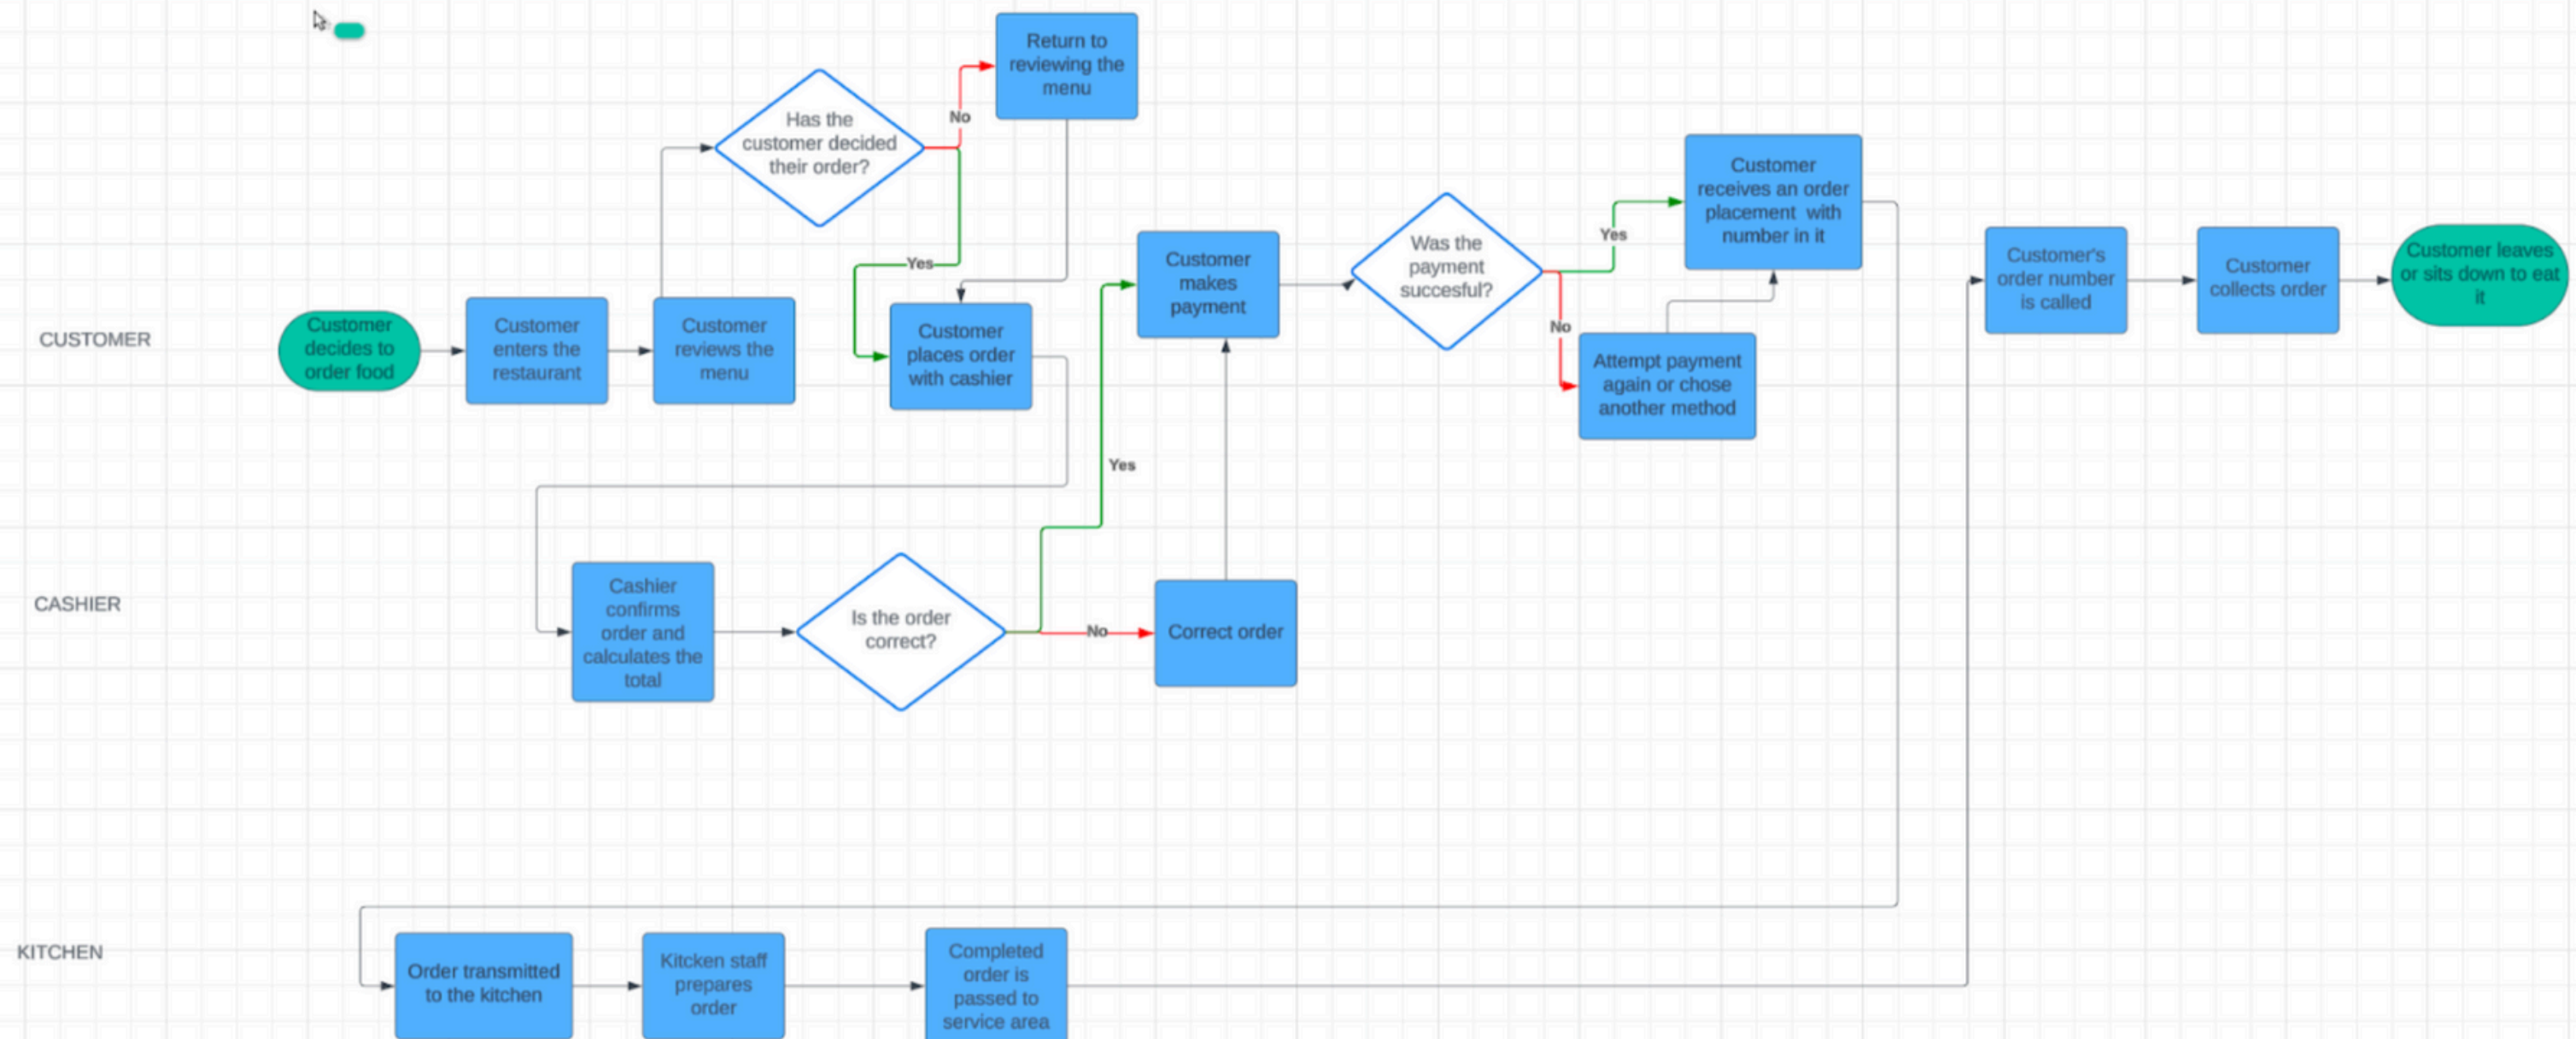 Return to
reviewing the
menu
Has the
customer decided
their order?
No
Yes
Customer
receives an order
placement with
number in it
Was the
payment
succesful?
Yes
No
Customer
makes
payment
Customer's
order number
is called
Customer
collects order
Customer leaves
or sits down to eat
it
CUSTOMER
Customer
decides to
order food
Customer
enters the
restaurant
Customer
reviews the
menu
Customer
places order
with cashier
Attempt payment
again or chose
another method
Yes
CASHIER
Cashier
confirms
order and
calculates the
total
Is the order
correct?
No
Correct order
KITCHEN
Order transmitted
to the kitchen
Kitcken staff
prepares
order
Completed
order is
passed to
service area